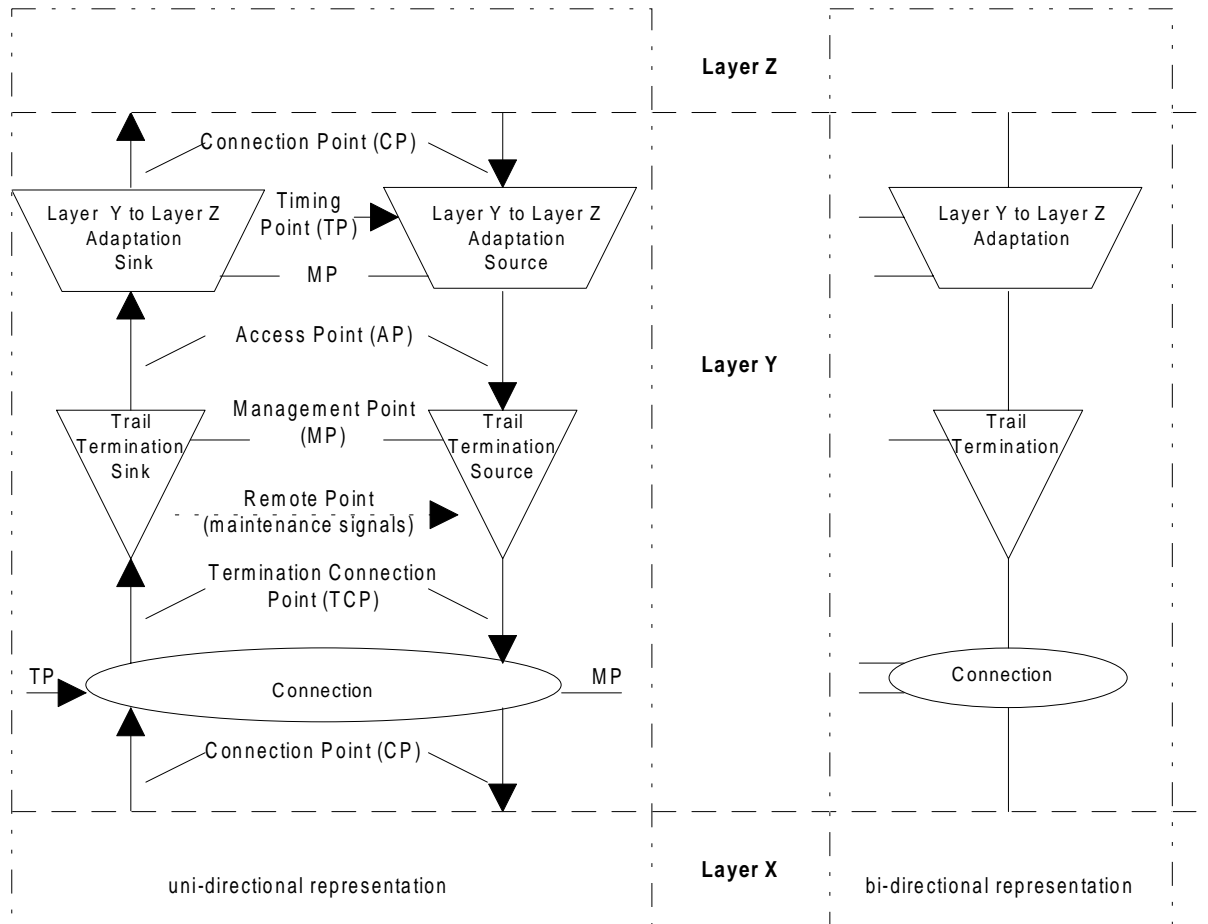 Layer Z
Connection Point (CP)
Layer Y to Layer Z
Adaptation
Sink
Timing
Point (TP)
Layer Y to Layer Z
Adaptation
Source
Layer Y to Layer Z
Adaptation
MP
Access Point (AP)
Layer Y
Trail
Termination
Sink
Management Point
(MP)
Trail
Termination
Source
Trail
Termination
Remote Point
(maintenance signals)
Termination Connection
Point (TCP)
TP
Connection
MP
Connection
Connection Point (CP)
Layer X
uni-directional representation
bi-directional representation